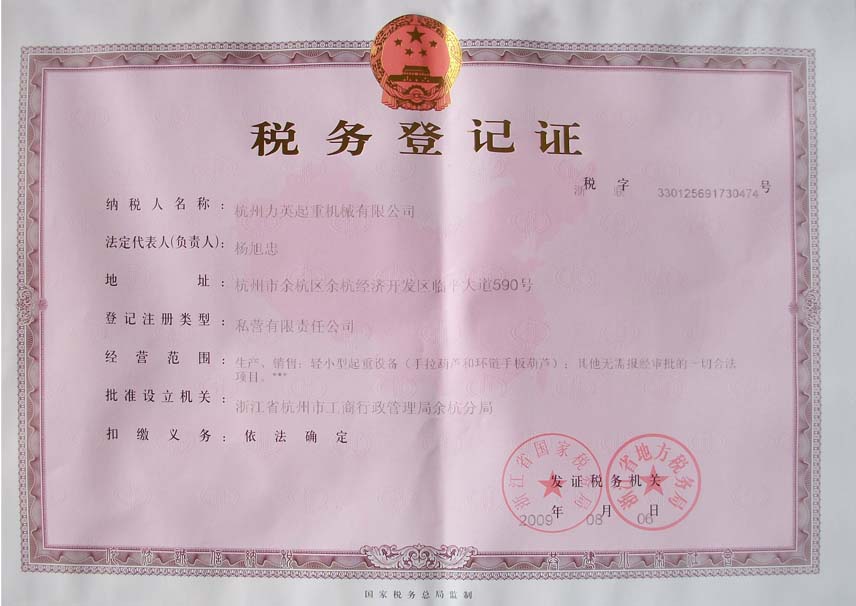 税务登记证
浙 税 联 字 330125691730474号
纳税人名称：杭州力英起重机械有限公司
法定代表人(负责人)：杨旭忠
地址：杭州市余杭区余杭经济开发区临平大道590号
登记注册类型：私营有限责任公司
经营范围：生产、销售：轻小型起重设备（手拉葫芦和环链手板葫芦）；其他无需报经审批的一切合法
项目。***
批准设立机关：浙江省杭州市工商行政管理局余杭分局
扣缴义务：依法确定
浙江省国家税务局
浙江省地方税务局
发证税务机关
2009年 08月 06日
国家税务总局监制